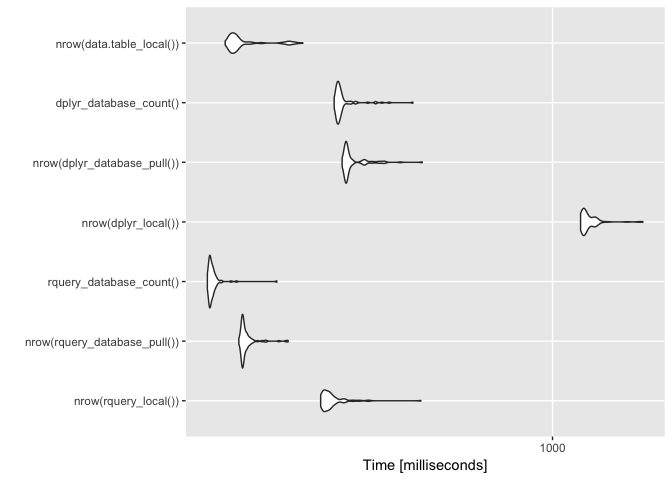 nrow(data.table_local())
dplyr_database_count()
nrow(dplyr_database_pull())
nrow(dplyr_local())
rquery_database_count()
nrow(rquery_database_pull())
nrow(rquery_local())
1000
Time [milliseconds]